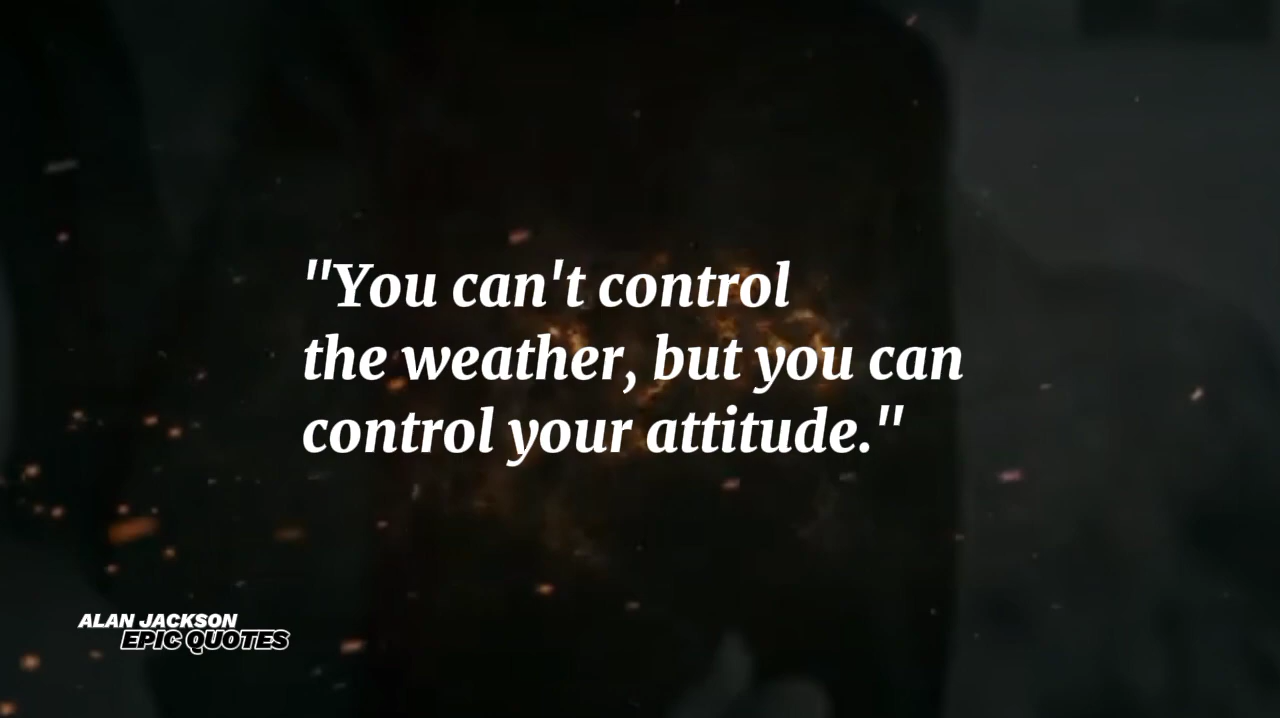 "You can't control
the weather, but you can
control your attitude."
ALAN JACKSON
EPIC QUOTES